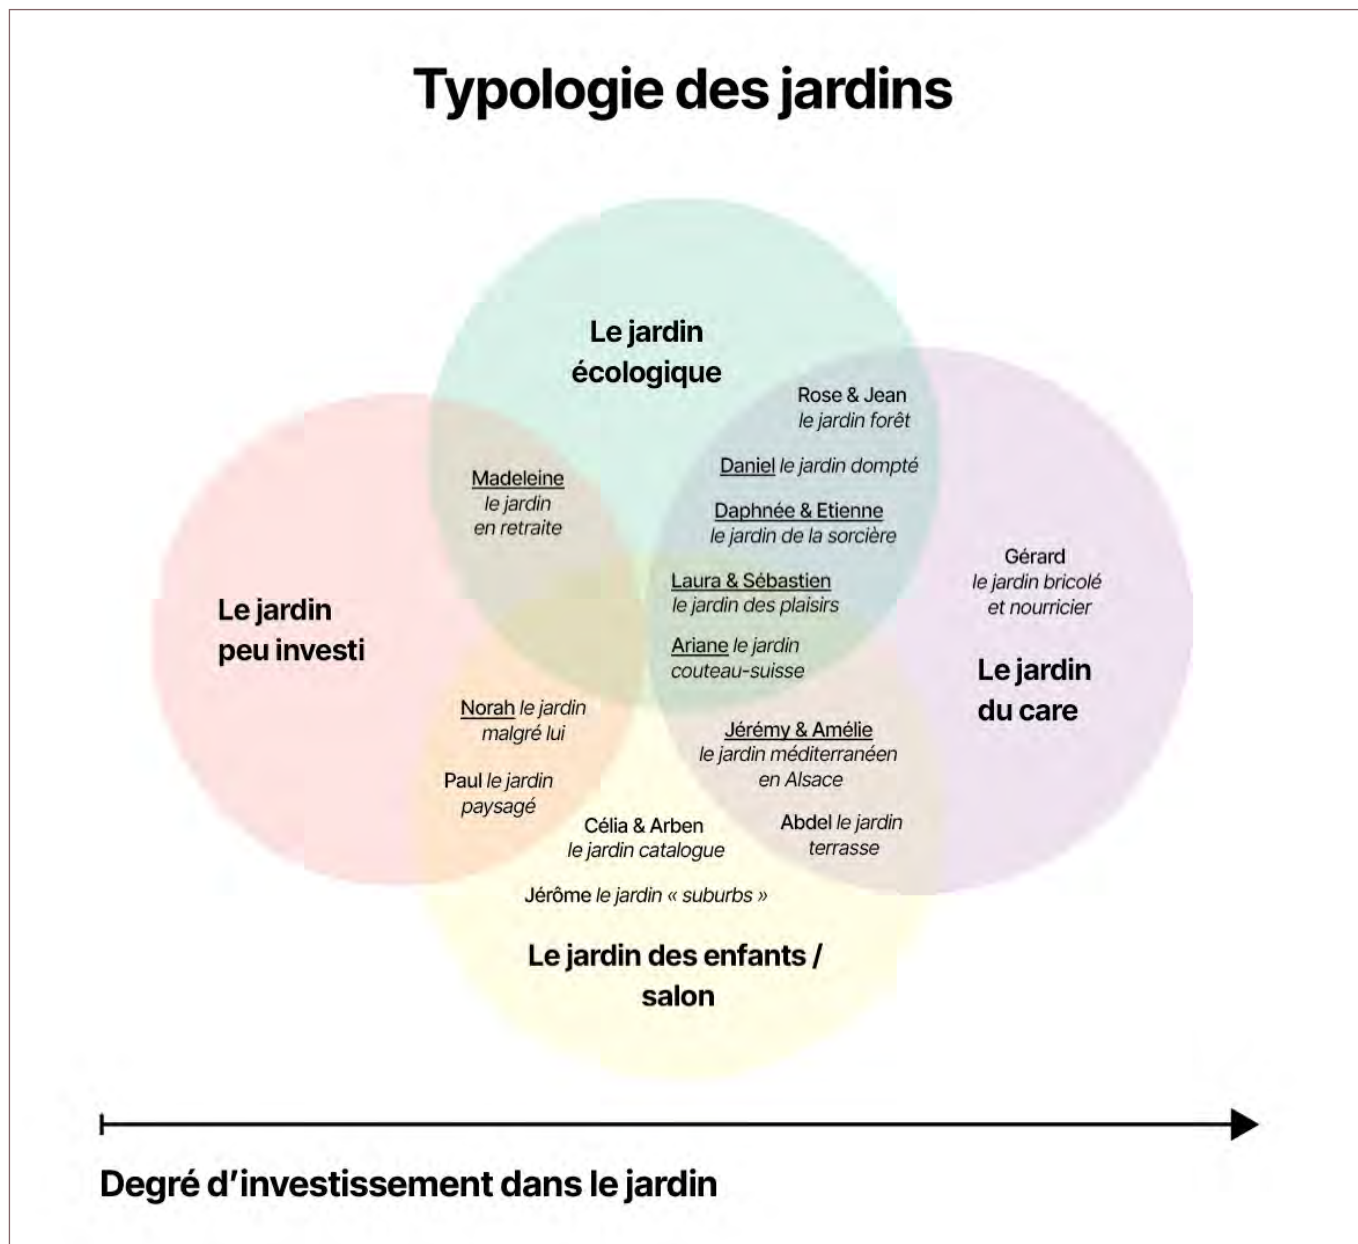 Typologie des jardins
Le jardin
écologique
Rose & Jean
le jardin forêt
Daniel le jardin dompté
Madeleine
le jardin
en retraite
Daphnée & Etienne
le jardin de la sorcière
Gérard
le jardin bricolé
et nourricier
Laura & Sébastien
le jardin des plaisirs
Le jardin
peu investi
Ariane le jardin
couteau-suisse
Le jardin
du care
Norah le jardin
malgré lui
Jérémy & Amélie
le jardin méditerranéen
en Alsace
Paul le jardin
paysagé
Célia & Arben
le jardin catalogue
Abdel le jardin
terrasse
Jérôme le jardin « suburbs »
Le jardin des enfants /
salon
Degré d’investissement dans le jardin